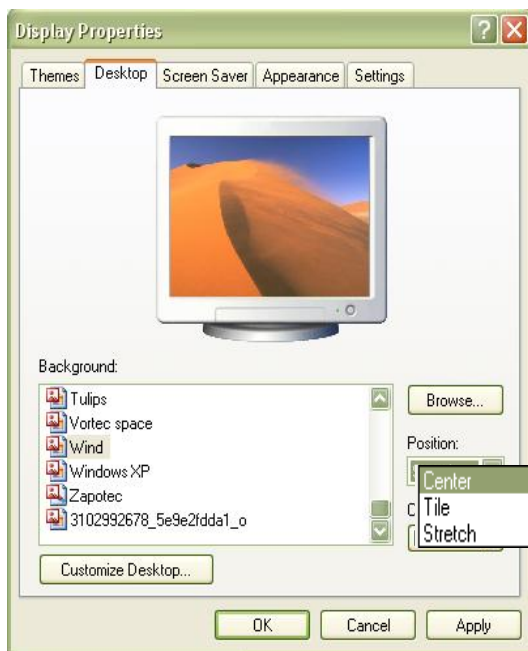 Display Properties
Themes Desktop Screen Saver Appearance Settings
Background:
Tulips
Vortec space
Wind
Windows XP
Zapotec
3102992678_5e9e2fdda1_o
Browse...
Position:
Center
Tile
Stretch
Customize Desktop...
OK Cancel Apply